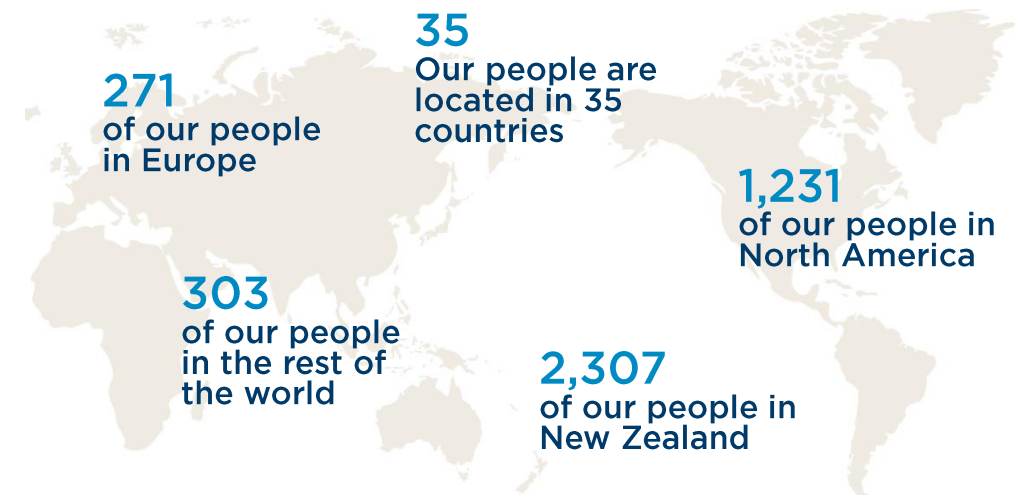 35
Our people are
located in 35
countries
271
of our people
in Europe
1,231
of our people in
North America
303
of our people
in the rest of
the world
2,307
of our people in
New Zealand